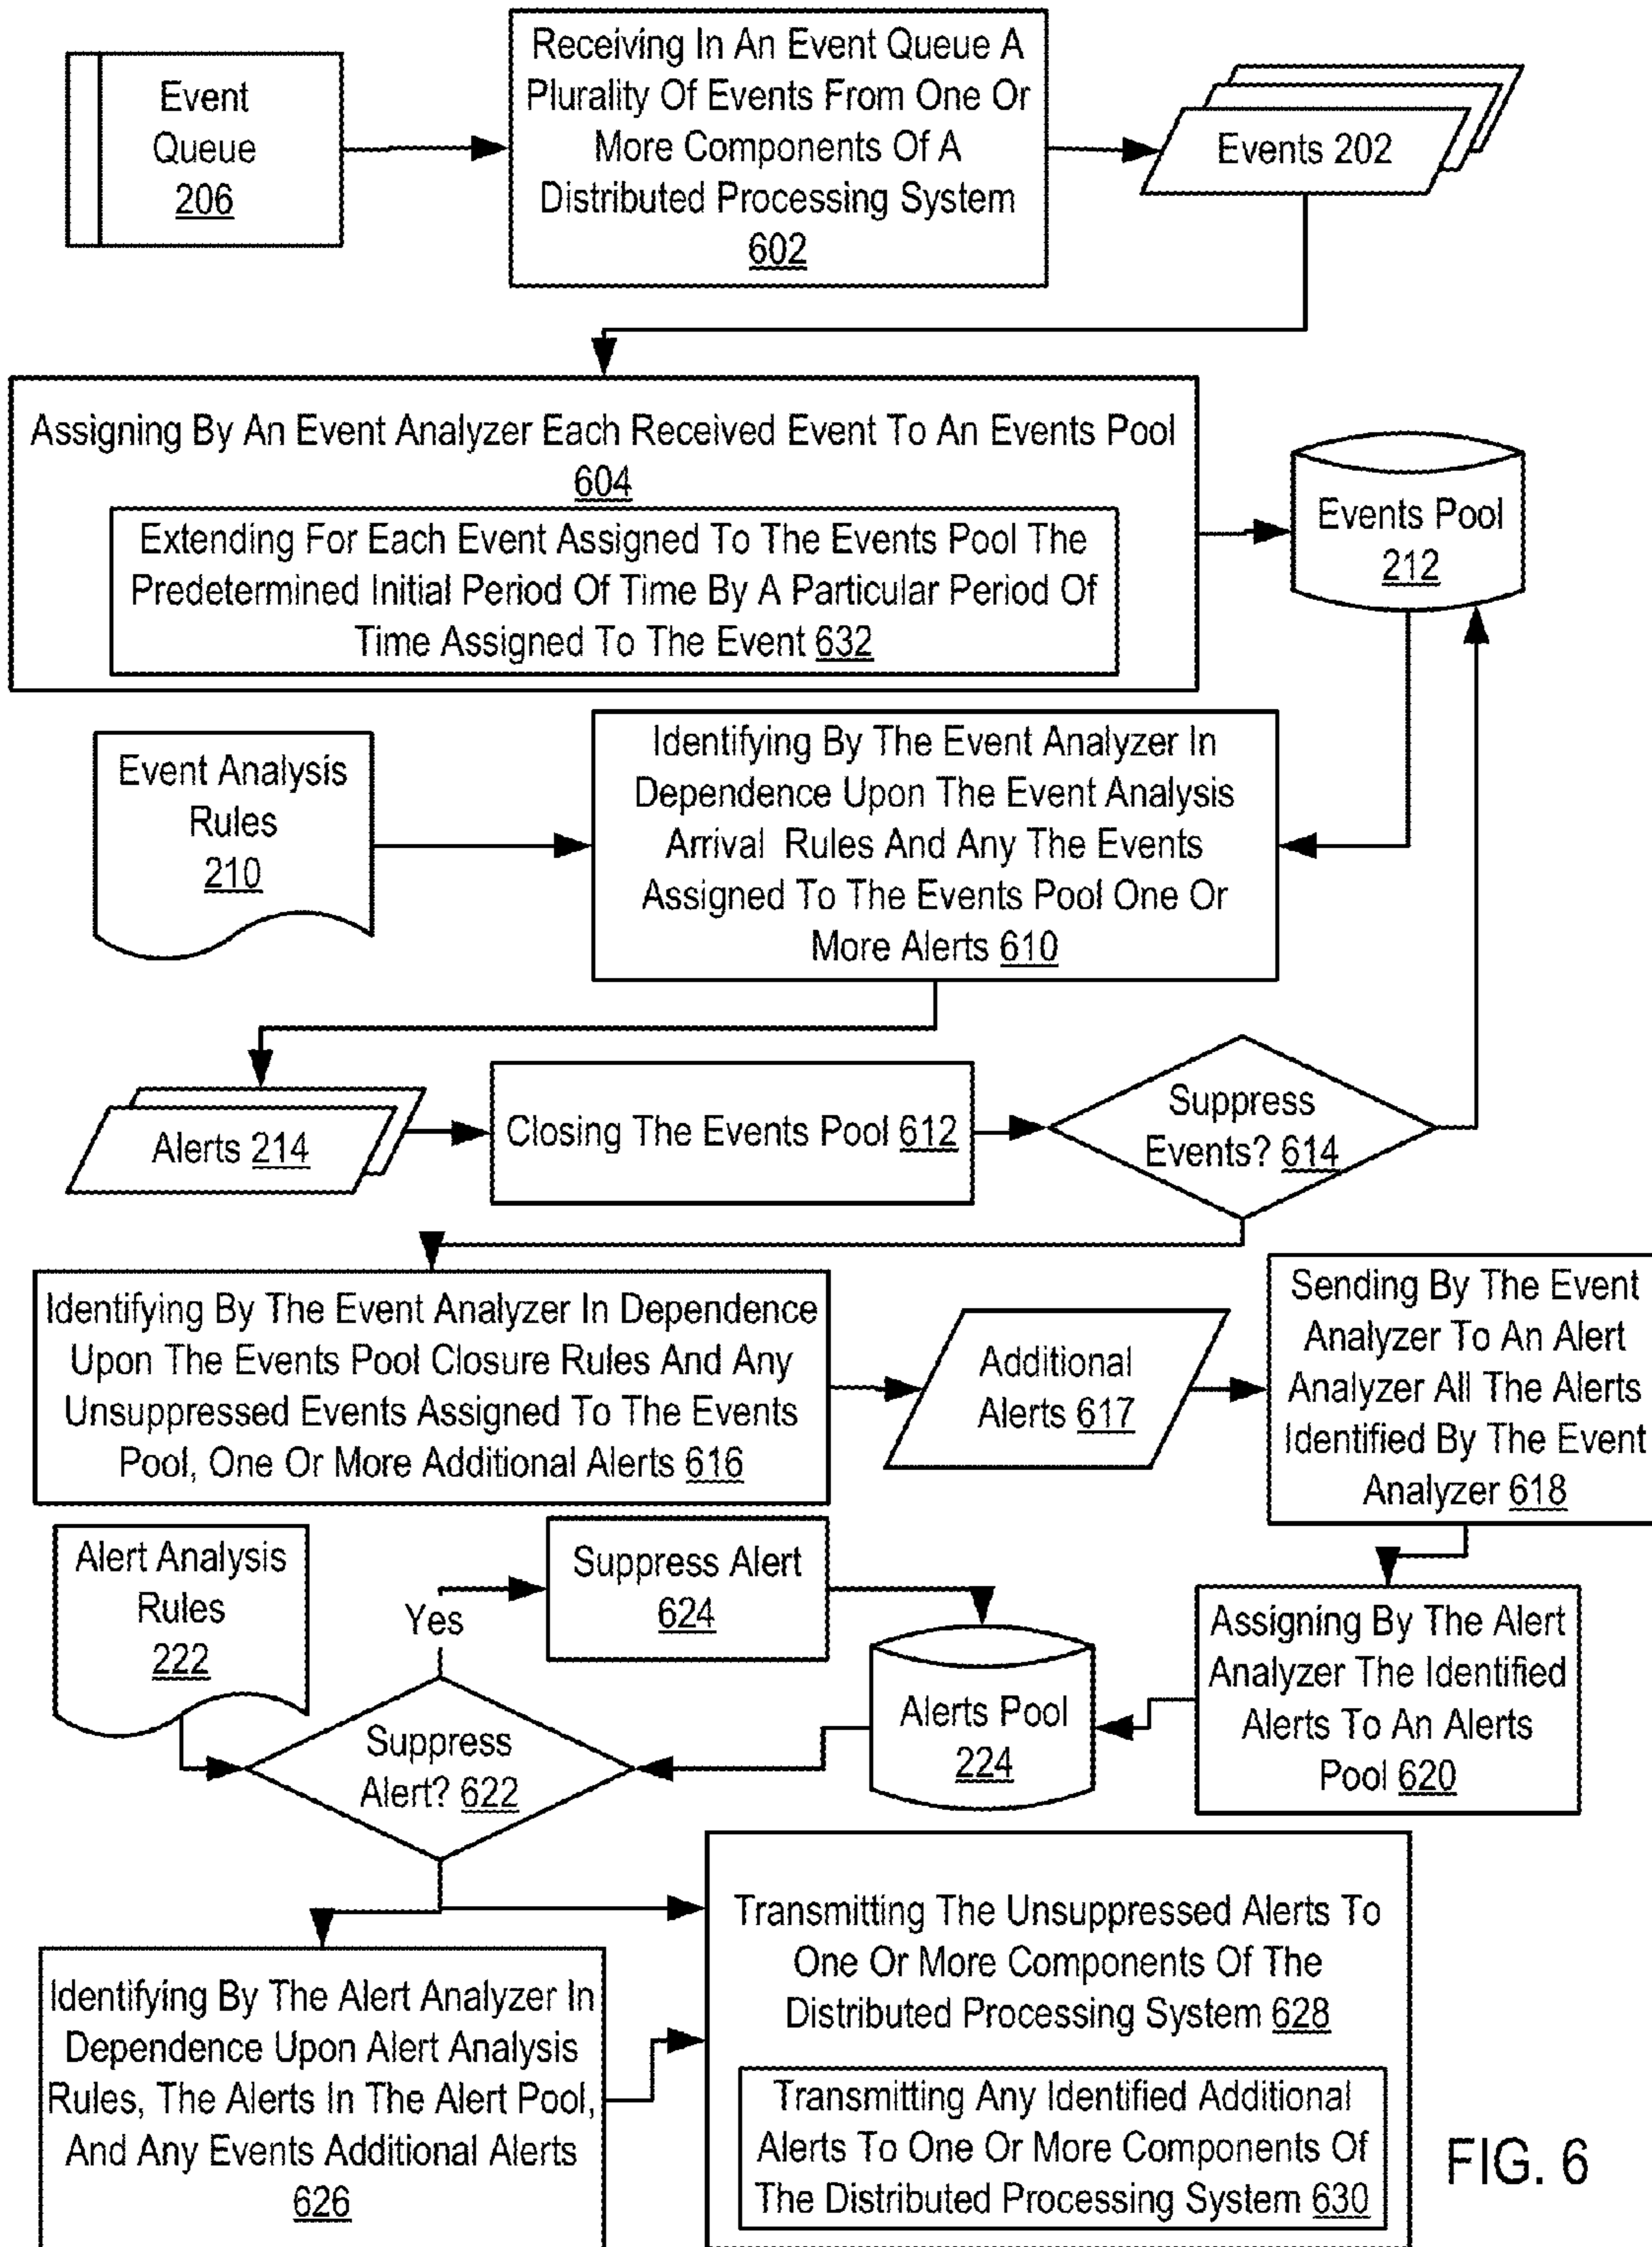 Event
Queue
206
Receiving In An Event Queue A
Plurality Of Events From One Or
More Components Of A
Distributed Processing System
602
Events 202
Assigning By An Event Analyzer Each Received Event To An Events Pool
604
Extending For Each Event Assigned To The Events Pool The
Predetermined Initial Period Of Time By A Particular Period Of
Time Assigned To The Event 632
Events Pool
212
Event Analysis
Rules
210
Identifying By The Event Analyzer In
Dependence Upon The Event Analysis
Arrival Rules And Any The Events
Assigned To The Events Pool One Or
More Alerts 610
Alerts 214
Closing The Events Pool 612
Suppress
Events? 614
Identifying By The Event Analyzer In Dependence
Upon The Events Pool Closure Rules And Any
Unsuppressed Events Assigned To The Events
Pool, One Or More Additional Alerts 616
Additional
Alerts 617
Sending By The Event
Analyzer To An Alert
Analyzer All The Alerts
Identified By The Event
Analyzer 618
Alert Analysis
Rules
222
Yes
Suppress Alert
624
Alerts Pool
224
Assigning By The Alert
Analyzer The Identified
Alerts To An Alerts
Pool 620
Suppress
Alert? 622
Identifying By The Alert Analyzer In
Dependence Upon Alert Analysis
Rules, The Alerts In The Alert Pool,
And Any Events Additional Alerts
626
Transmitting The Unsuppressed Alerts To
One Or More Components Of The
Distributed Processing System 628
Transmitting Any Identified Additional
Alerts To One Or More Components Of
The Distributed Processing System 630
FIG. 6